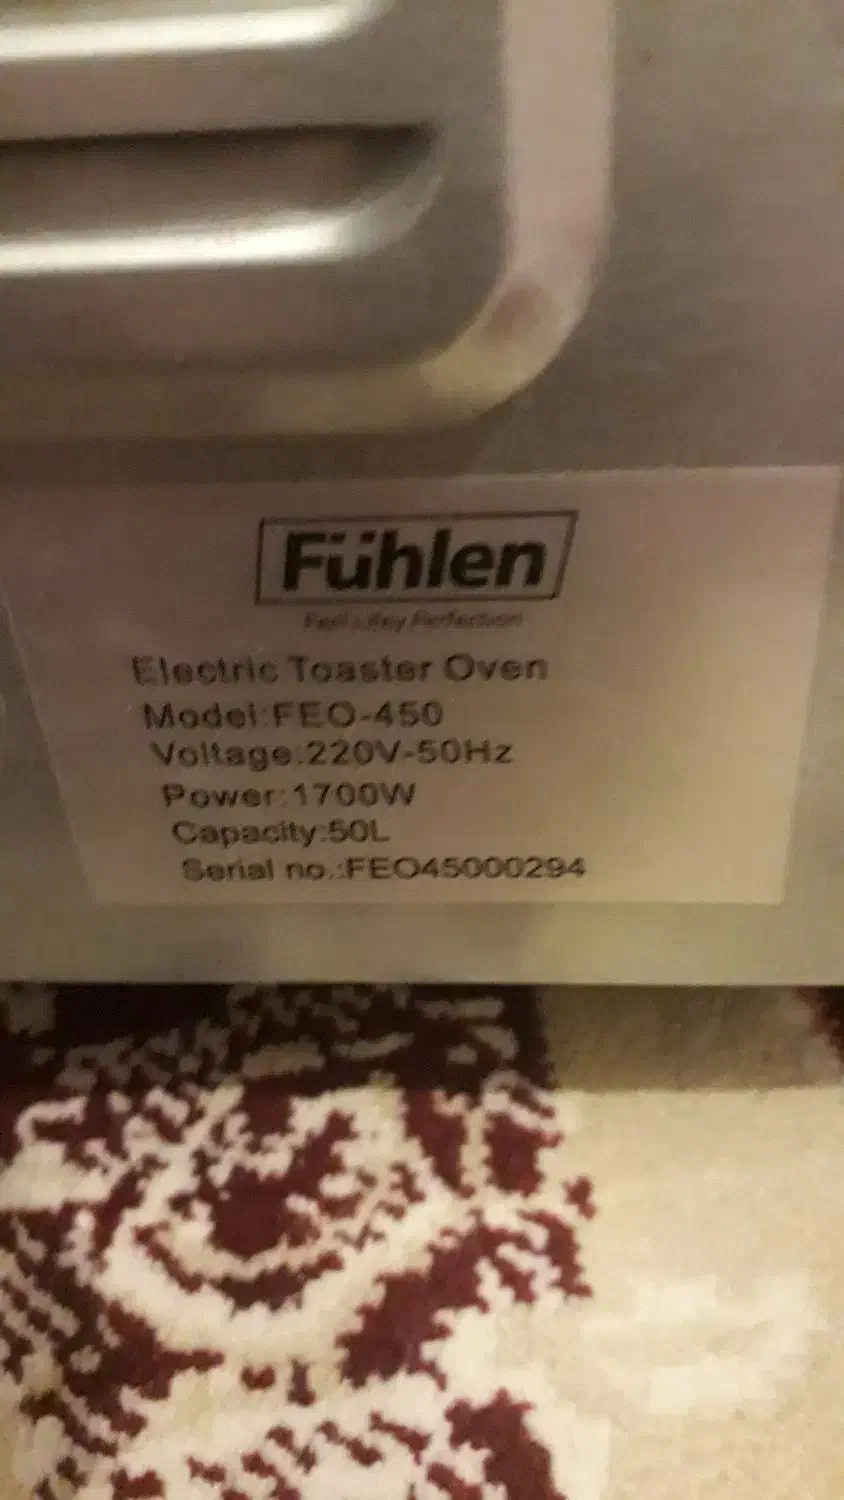 Fühlen
Electric Toaster Oven
Model:FEO-450
Voltage:220V-50Hz
Power:1700W
Capacity:50L
Serial no.:FEO45000294